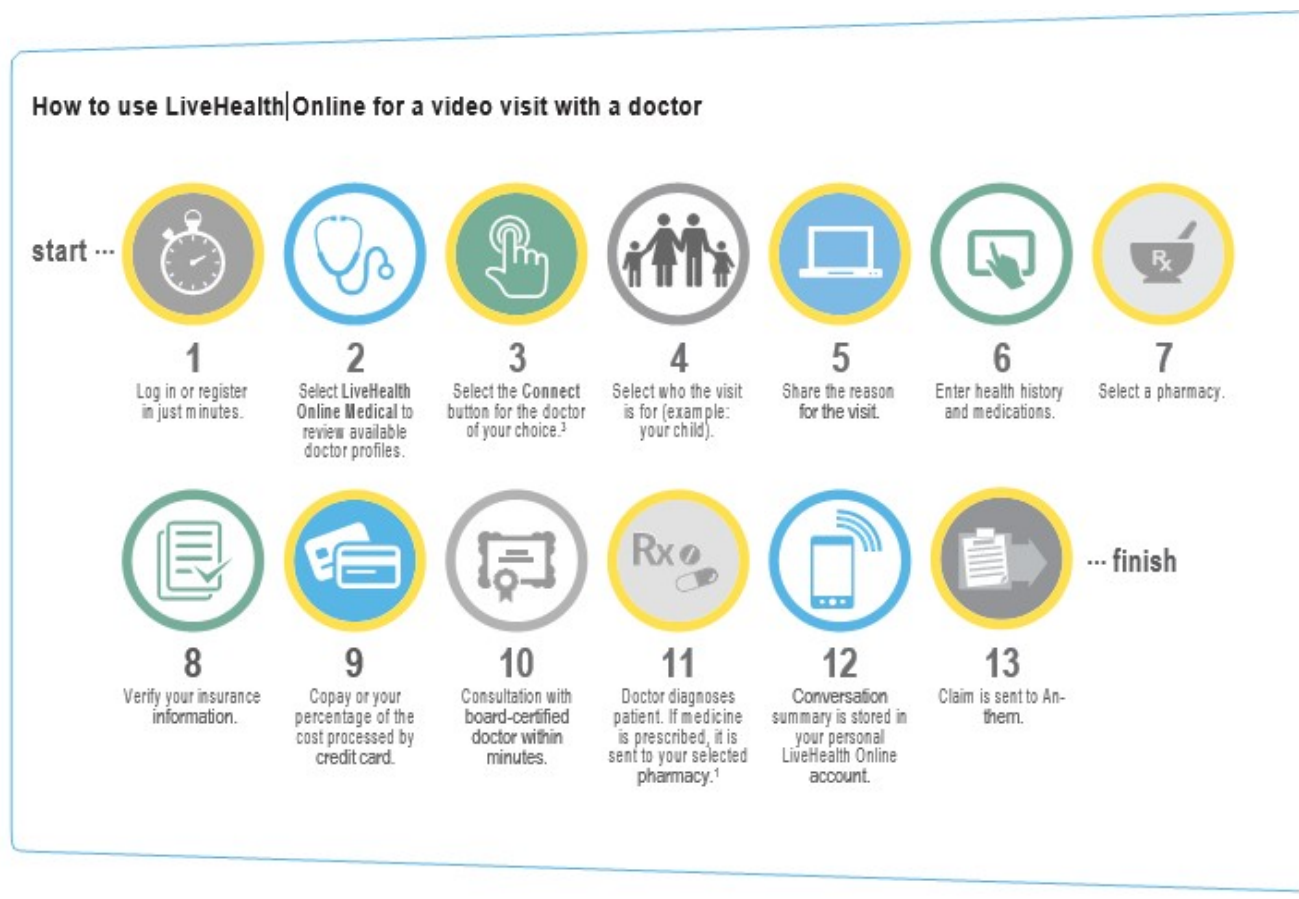 How to use LiveHealth Online for a video visit with a doctor
start ...
1
Log in or register
in just minutes.
2
Select LiveHealth
Online Medical to
review available
doctor profiles.
3
Select the Connect
button for the doctor
of your choice.³
4
Select who the visit
is for (example:
your child).
5
Share the reason
for the visit.
6
Enter health history
and medications.
Rx
7
Select a pharmacy.
8
Verify your insurance
information.
9
Copay or your
percentage of the
cost processed by
credit card.
10
Consultation with
board-certified
doctor within
minutes.
Rx
11
Doctor diagnoses
patient. If medicine
is prescribed, it is
sent to your selected
pharmacy.¹
12
Conversation
summary is stored in
your personal
LiveHealth Online
account.
13
Claim is sent to An-
them.
... finish